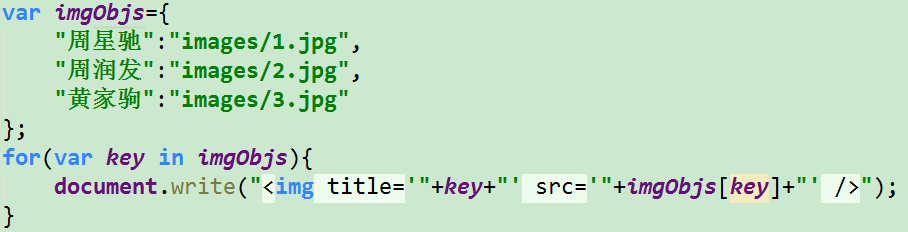 var imgObjs={
    "周星驰":"images/1.jpg",
    "周润发":"images/2.jpg",
    "黄家驹":"images/3.jpg"
};
for(var key in imgObjs){
    document.write("<img title='"+key+"' src='"+imgObjs[key]+"' />");
}